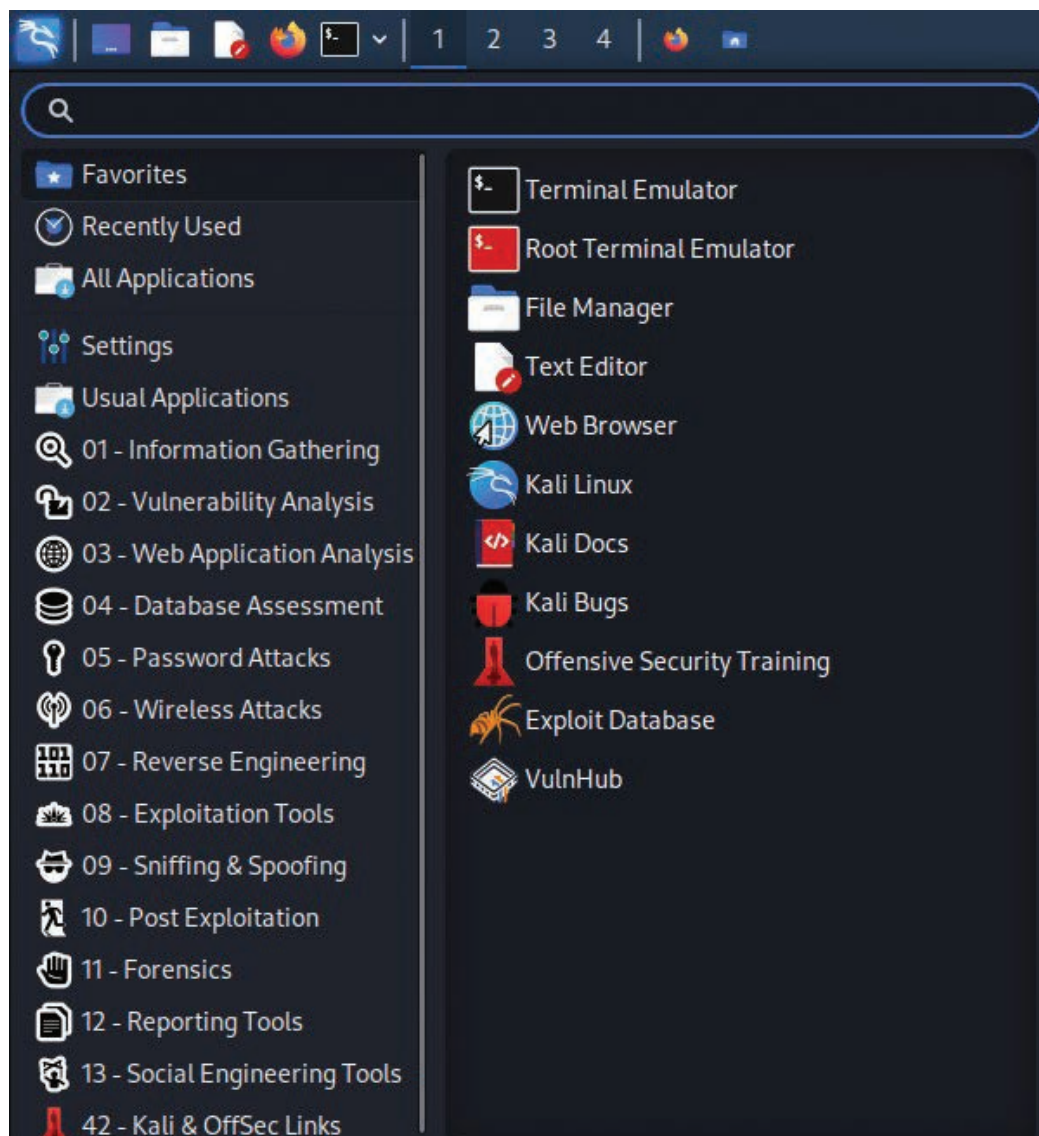 1 2 3 4
Favorites
Recently Used
All Applications
Settings
Usual Applications
01 - Information Gathering
02 - Vulnerability Analysis
03 - Web Application Analysis
04 - Database Assessment
05 - Password Attacks
06 - Wireless Attacks
07 - Reverse Engineering
08 - Exploitation Tools
09 - Sniffing & Spoofing
10 - Post Exploitation
11 - Forensics
12 - Reporting Tools
13 - Social Engineering Tools
42 - Kali & OffSec Links
Terminal Emulator
Root Terminal Emulator
File Manager
Text Editor
Web Browser
Kali Linux
Kali Docs
Kali Bugs
Offensive Security Training
Exploit Database
VulnHub